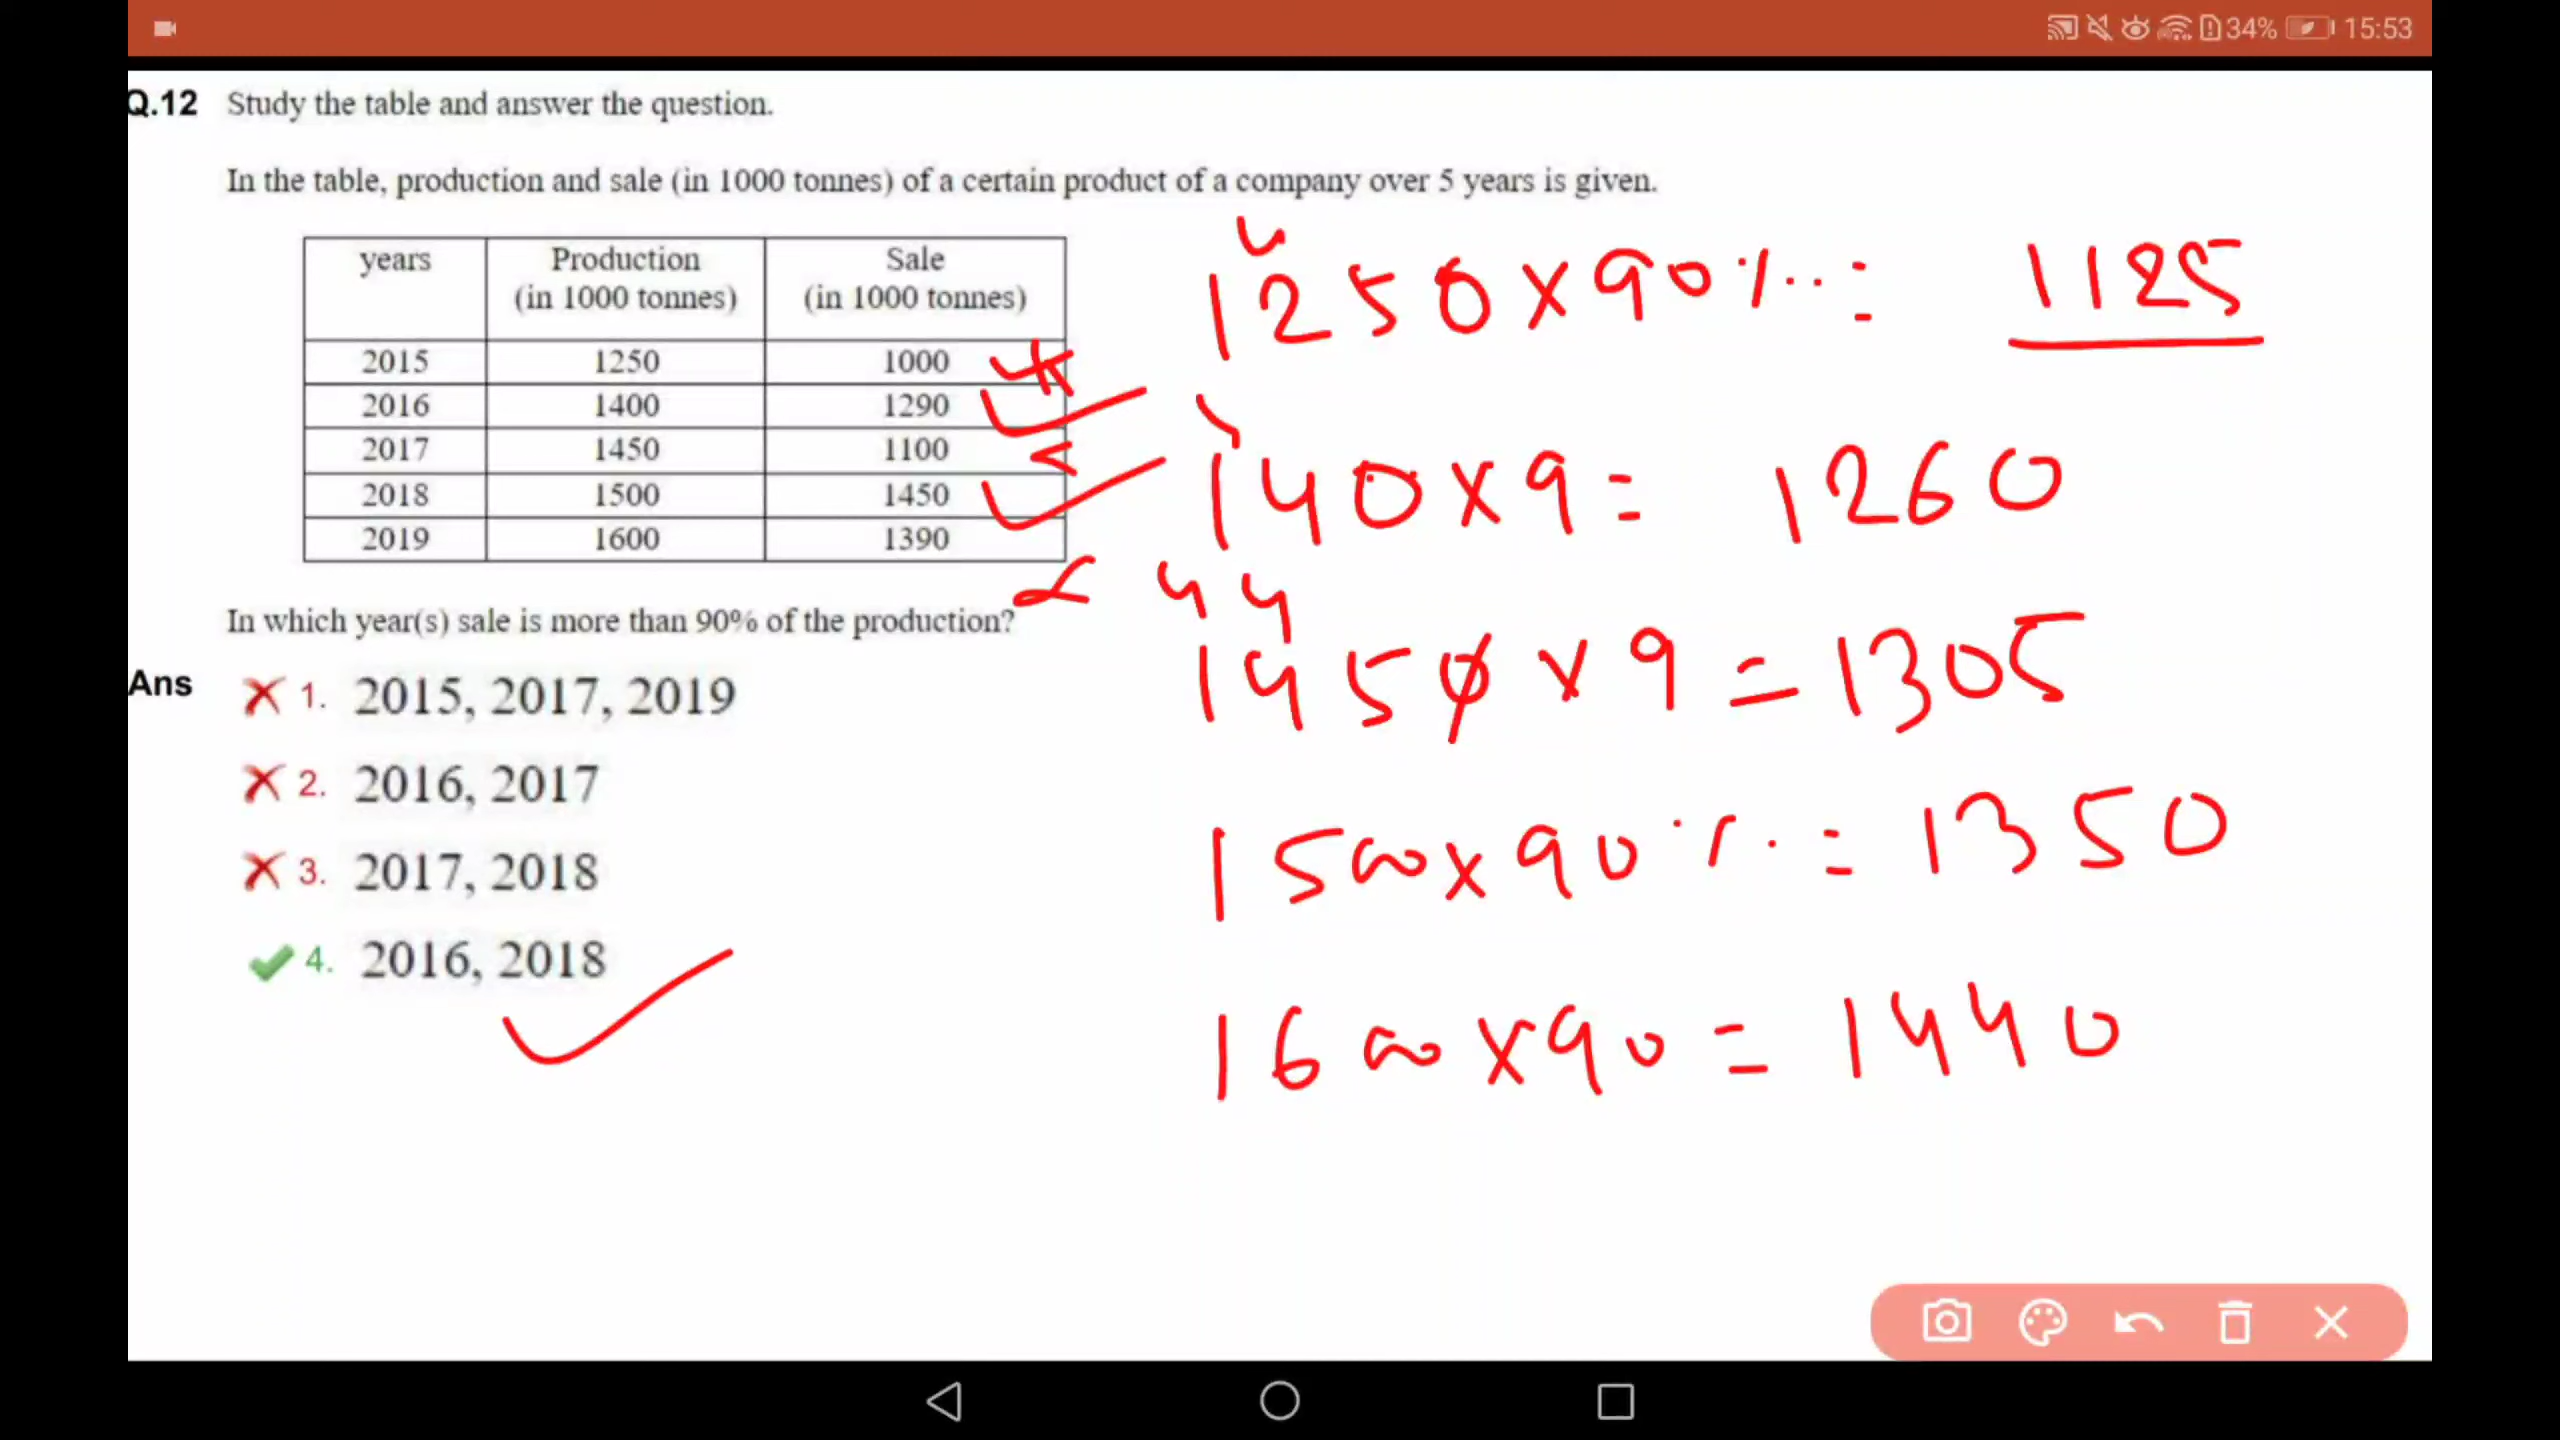 34% 15:53
Q.12 Study the table and answer the question.
In the table, production and sale (in 1000 tonnes) of a certain product of a company over 5 years is given.
years Production Sale
(in 1000 tonnes) (in 1000 tonnes)
2015 1250 1000
2016 1400 1290
2017 1450 1100
2018 1500 1450
2019 1600 1390
In which year(s) sale is more than 90% of the production?
Ans 1. 2015, 2017, 2019
2. 2016, 2017
3. 2017, 2018
4. 2016, 2018
4
1250 x 90% = 1125
140 x 9 = 1260
4 4
1450 x 9 = 1305
1500 x 90% = 1350
1600 x 90 = 1440